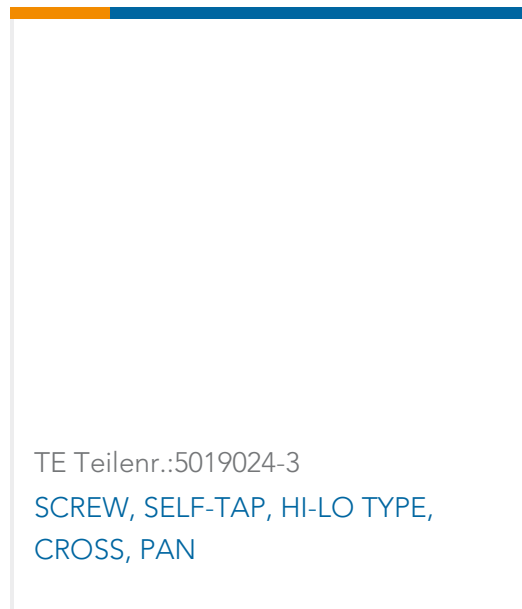 TE Teilenr.:5019024-3
SCREW, SELF-TAP, HI-LO TYPE,
CROSS, PAN